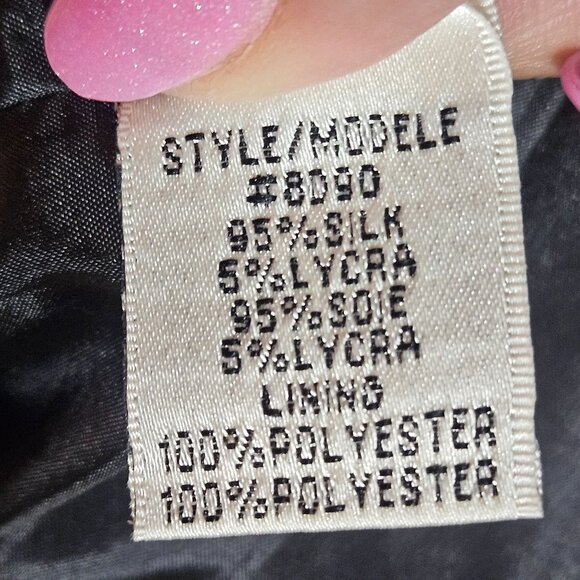 STYLE/MODELE
#8D90
95%SILK
5%LYCRA
95%SOIE
5%LYCRA
LINING
100%POLYESTER
100%POLYESTER